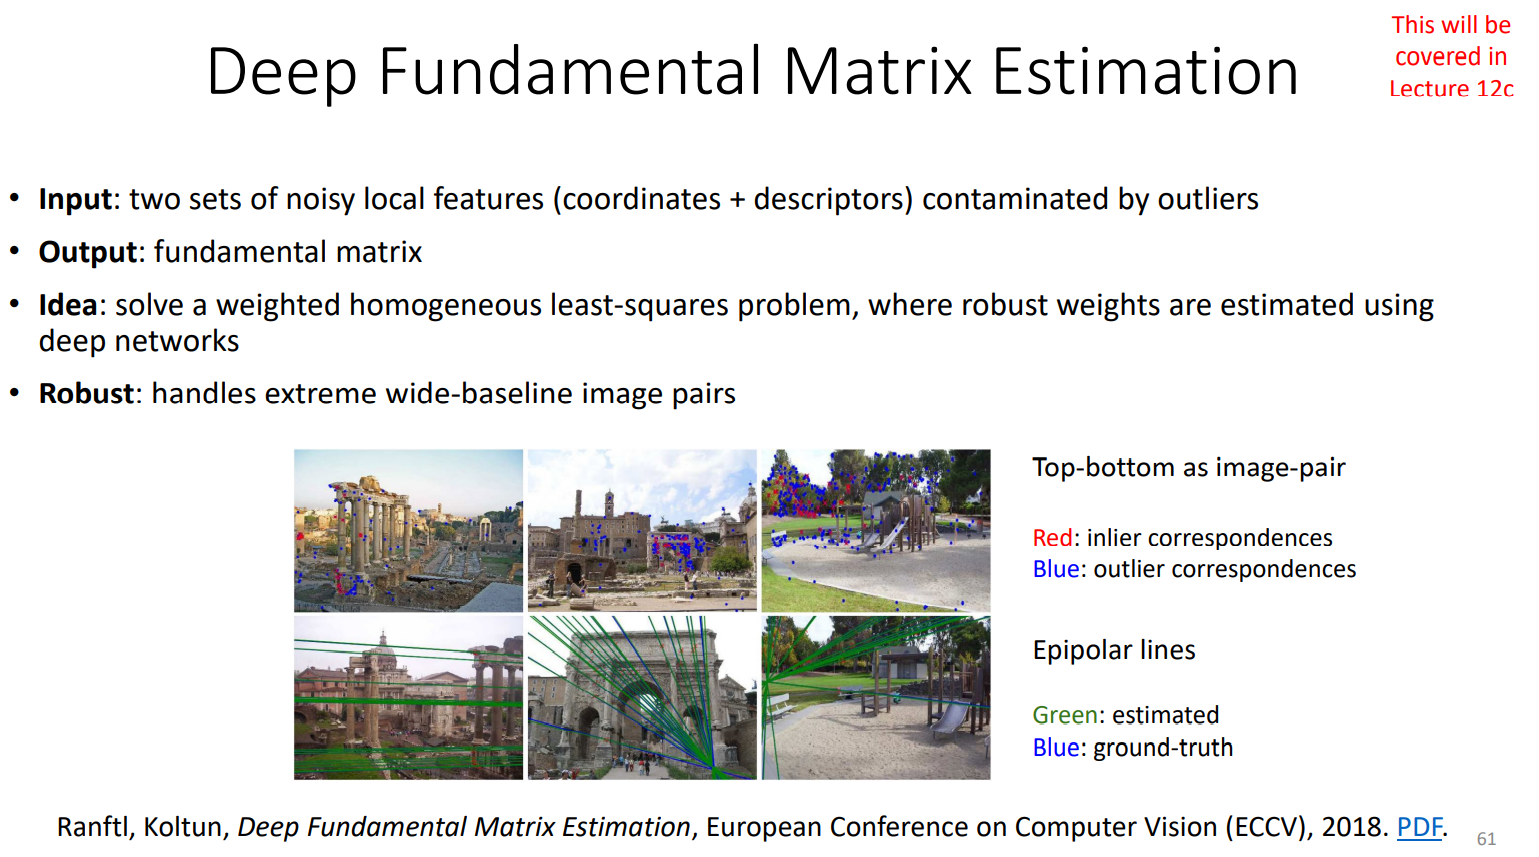 This will be
covered in
Lecture 12c
Deep Fundamental Matrix Estimation
• Input: two sets of noisy local features (coordinates + descriptors) contaminated by outliers
• Output: fundamental matrix
• Idea: solve a weighted homogeneous least-squares problem, where robust weights are estimated using
deep networks
• Robust: handles extreme wide-baseline image pairs
Top-bottom as image-pair
Red: inlier correspondences
Blue: outlier correspondences
Epipolar lines
Green: estimated
Blue: ground-truth
Ranftl, Koltun, Deep Fundamental Matrix Estimation, European Conference on Computer Vision (ECCV), 2018. PDF.
61